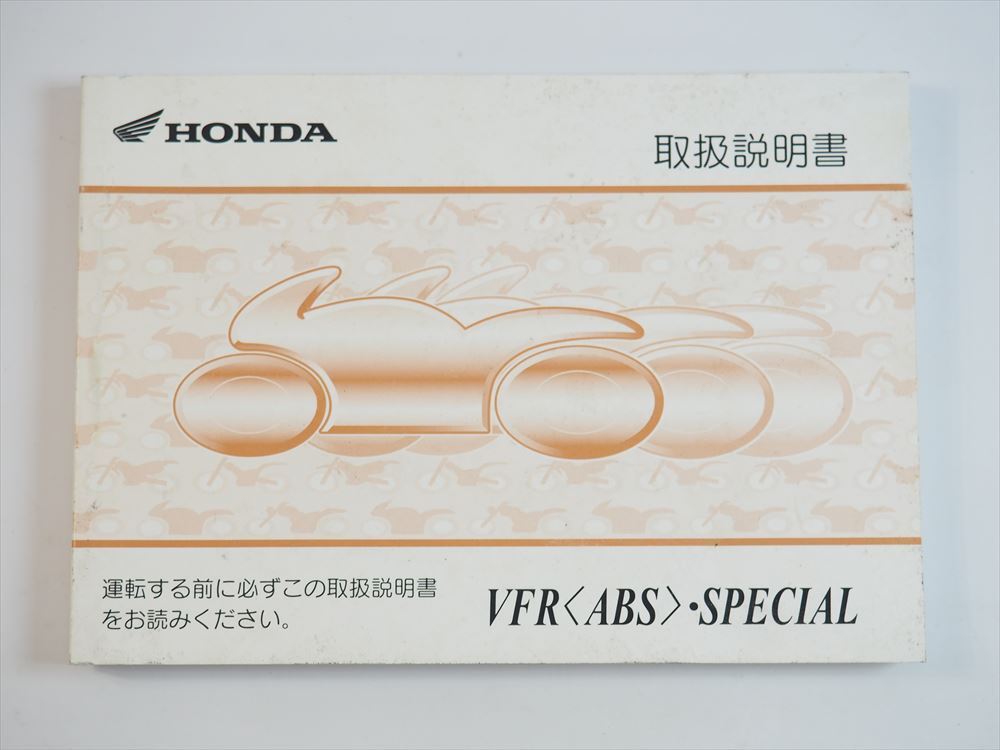 HONDA
取扱説明書
運転する前に必ずこの取扱説明書
をお読みください。
VFR〈ABS〉・SPECIAL